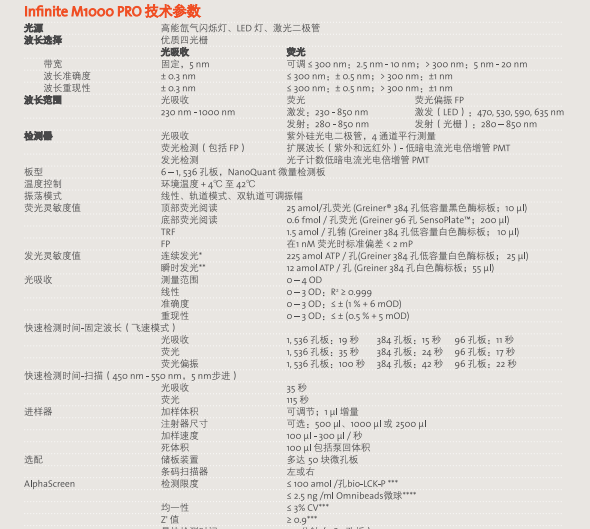 Infinite M1000 PRO 技术参数
光源 高能氙气闪烁灯、LED 灯、激光二极管
波长选择 优质四光栅
光吸收 荧光
带宽 固定，5 nm 可调 ≤ 300 nm：2.5 nm - 10 nm；> 300 nm：5 nm - 20 nm
波长准确度 ± 0.3 nm ≤ 300 nm：± 0.5 nm；> 300 nm：±1 nm
波长重现性 ± 0.3 nm ≤ 300 nm：± 0.5 nm；> 300 nm：±1 nm
波长范围 光吸收 荧光 荧光偏振 FP
230 nm - 1000 nm 激发：230 - 850 nm 激发（LED）：470, 530, 590, 635 nm
发射：280 - 850 nm 发射（光栅）：280 – 850 nm
检测器 光吸收 紫外硅光电二极管，4 通道平行测量
荧光检测（包括 FP） 扩展波长（紫外和远红外）- 低暗电流光电倍增管 PMT
发光检测 光子计数低暗电流光电倍增管 PMT
板型 6 – 1, 536 孔板，NanoQuant 微量检测板
温度控制 环境温度 + 4℃ 至 42℃
振荡模式 线性、轨道模式、双轨道可调振幅
荧光灵敏度值 顶部荧光阅读 25 amol/孔荧光 (Greiner® 384 孔低容量黑色酶标板； 10 µl)
底部荧光阅读 0.6 fmol / 孔荧光 (Greiner 96 孔 SensoPlate™；200 µl)
TRF 1.5 amol / 孔铕 (Greiner 384 孔低容量白色酶标板； 10 µl)
FP 在1 nM 荧光时标准偏差 < 2 mP
发光灵敏度值 连续发光* 225 amol ATP / 孔(Greiner 384 孔低容量白色酶标板； 25 µl)
瞬时发光** 12 amol ATP / 孔 (Greiner 384 孔白色酶标板；55 µl)
光吸收 测量范围 0 – 4 OD
线性 0 – 3 OD；R² ≥ 0.999
准确度 0 – 3 OD；≤ ± (1 % + 6 mOD)
重现性 0 – 3 OD；≤ ± (0.5 % + 5 mOD)
快速检测时间-固定波长（飞速模式）
光吸收 1, 536 孔板：19 秒 384 孔板：15 秒 96 孔板：11 秒
荧光 1, 536 孔板：35 秒 384 孔板：24 秒 96 孔板：17 秒
荧光偏振 1, 536 孔板：100 秒 384 孔板：42 秒 96 孔板：22 秒
快速检测时间-扫描（450 nm - 550 nm，5 nm步进）
光吸收 35 秒
荧光 115 秒
进样器 加样体积 可调节；1 µl 增量
注射器尺寸 可选：500 µl、1000 µl 或 2500 µl
加样速度 100 µl - 300 µl / 秒
死体积 100 µl 包括泵回体积
选配 储板装置 多达 50 块微孔板
条码扫描器 左或右
AlphaScreen 检测限度 ≤ 100 amol /孔bio-LCK-P ***
≤ 2.5 ng /ml Omnibeads微球****
均一性 ≤ 3% CV***
Z' 值 ≥ 0.9***